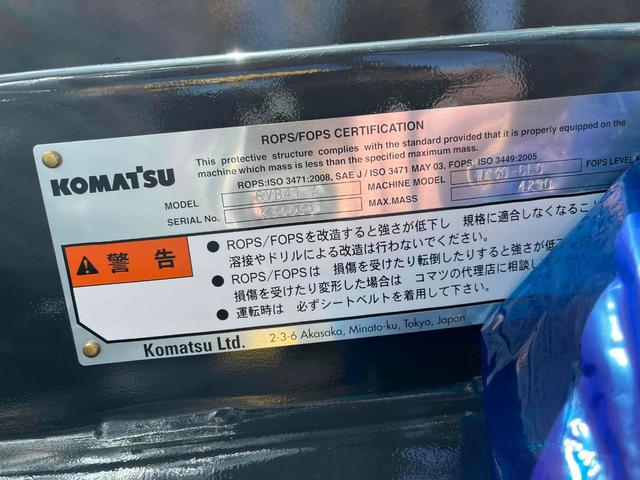 ROPS/FOPS CERTIFICATION
KOMATSU
This protective structure complies with the standard provided that it is properly equipped on the
machine which mass is less than the specified maximum mass.
ROPS:ISO 3471:2008, SAE J / ISO 3471 MAY 03, FOPS: ISO 3449:2005
MODEL
MACHINE MODEL
FOPS LEVEL
SERIAL No.
MAX.MASS 4290
警告
● ROPS/FOPSを改造すると強さが低下し 規格に適合しなくなること
溶接やドリルによる改造は行わないでください。
● ROPS/FOPSは 損傷を受けたり転倒したりすると強さが低
損傷を受けたり変形した場合は コマツの代理店に相談し
● 運転時は 必ずシートベルトを着用して下さい。
Komatsu Ltd. 2-3-6 Akasaka, Minato-ku, Tokyo, Japan